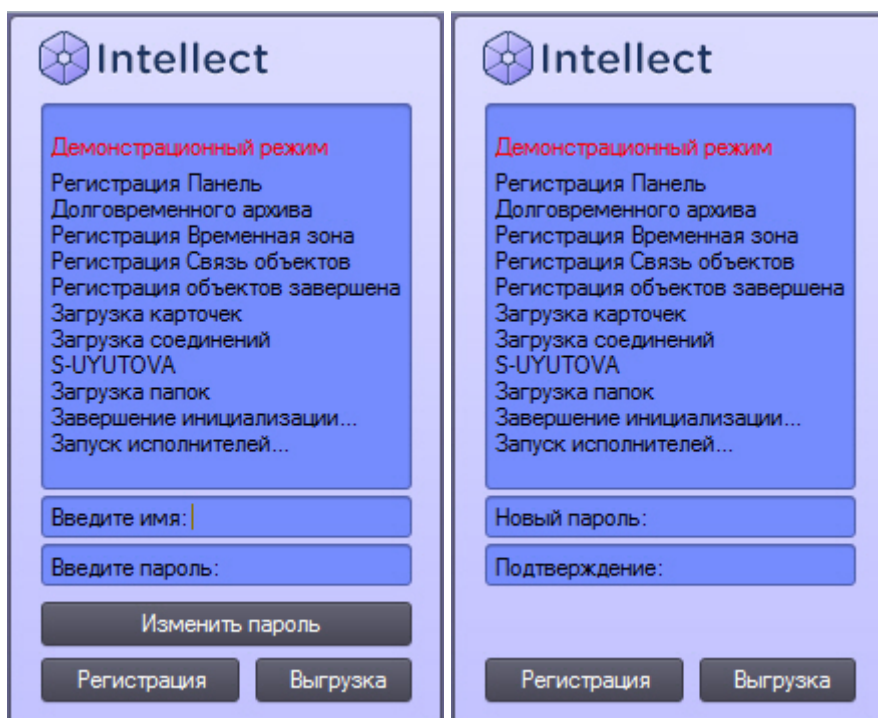 Intellect
Демонстрационный режим
Регистрация Панель
Долговременного архива
Регистрация Временная зона
Регистрация Связь объектов
Регистрация объектов завершена
Загрузка карточек
Загрузка соединений
S-UYUTOVA
Загрузка папок
Завершение инициализации...
Запуск исполнителей...
Введите имя:
Введите пароль:
Изменить пароль
Регистрация Выгрузка
Intellect
Демонстрационный режим
Регистрация Панель
Долговременного архива
Регистрация Временная зона
Регистрация Связь объектов
Регистрация объектов завершена
Загрузка карточек
Загрузка соединений
S-UYUTOVA
Загрузка папок
Завершение инициализации...
Запуск исполнителей...
Новый пароль:
Подтверждение:
Регистрация Выгрузка